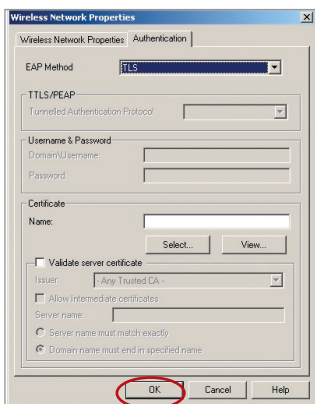 Wireless Network Properties
Wireless Network Properties Authentication
EAP Method TLS
TTLS/PEAP
Tunnelled Authentication Protocol
Username & Password
Domain\Username:
Password:
Certificate
Name:
Select... View...
Validate server certificate
Issuer: - Any Trusted CA -
Allow Intermediate certificates
Server name:
Server name must match exactly
Domain name must end in specified name
OK Cancel Help